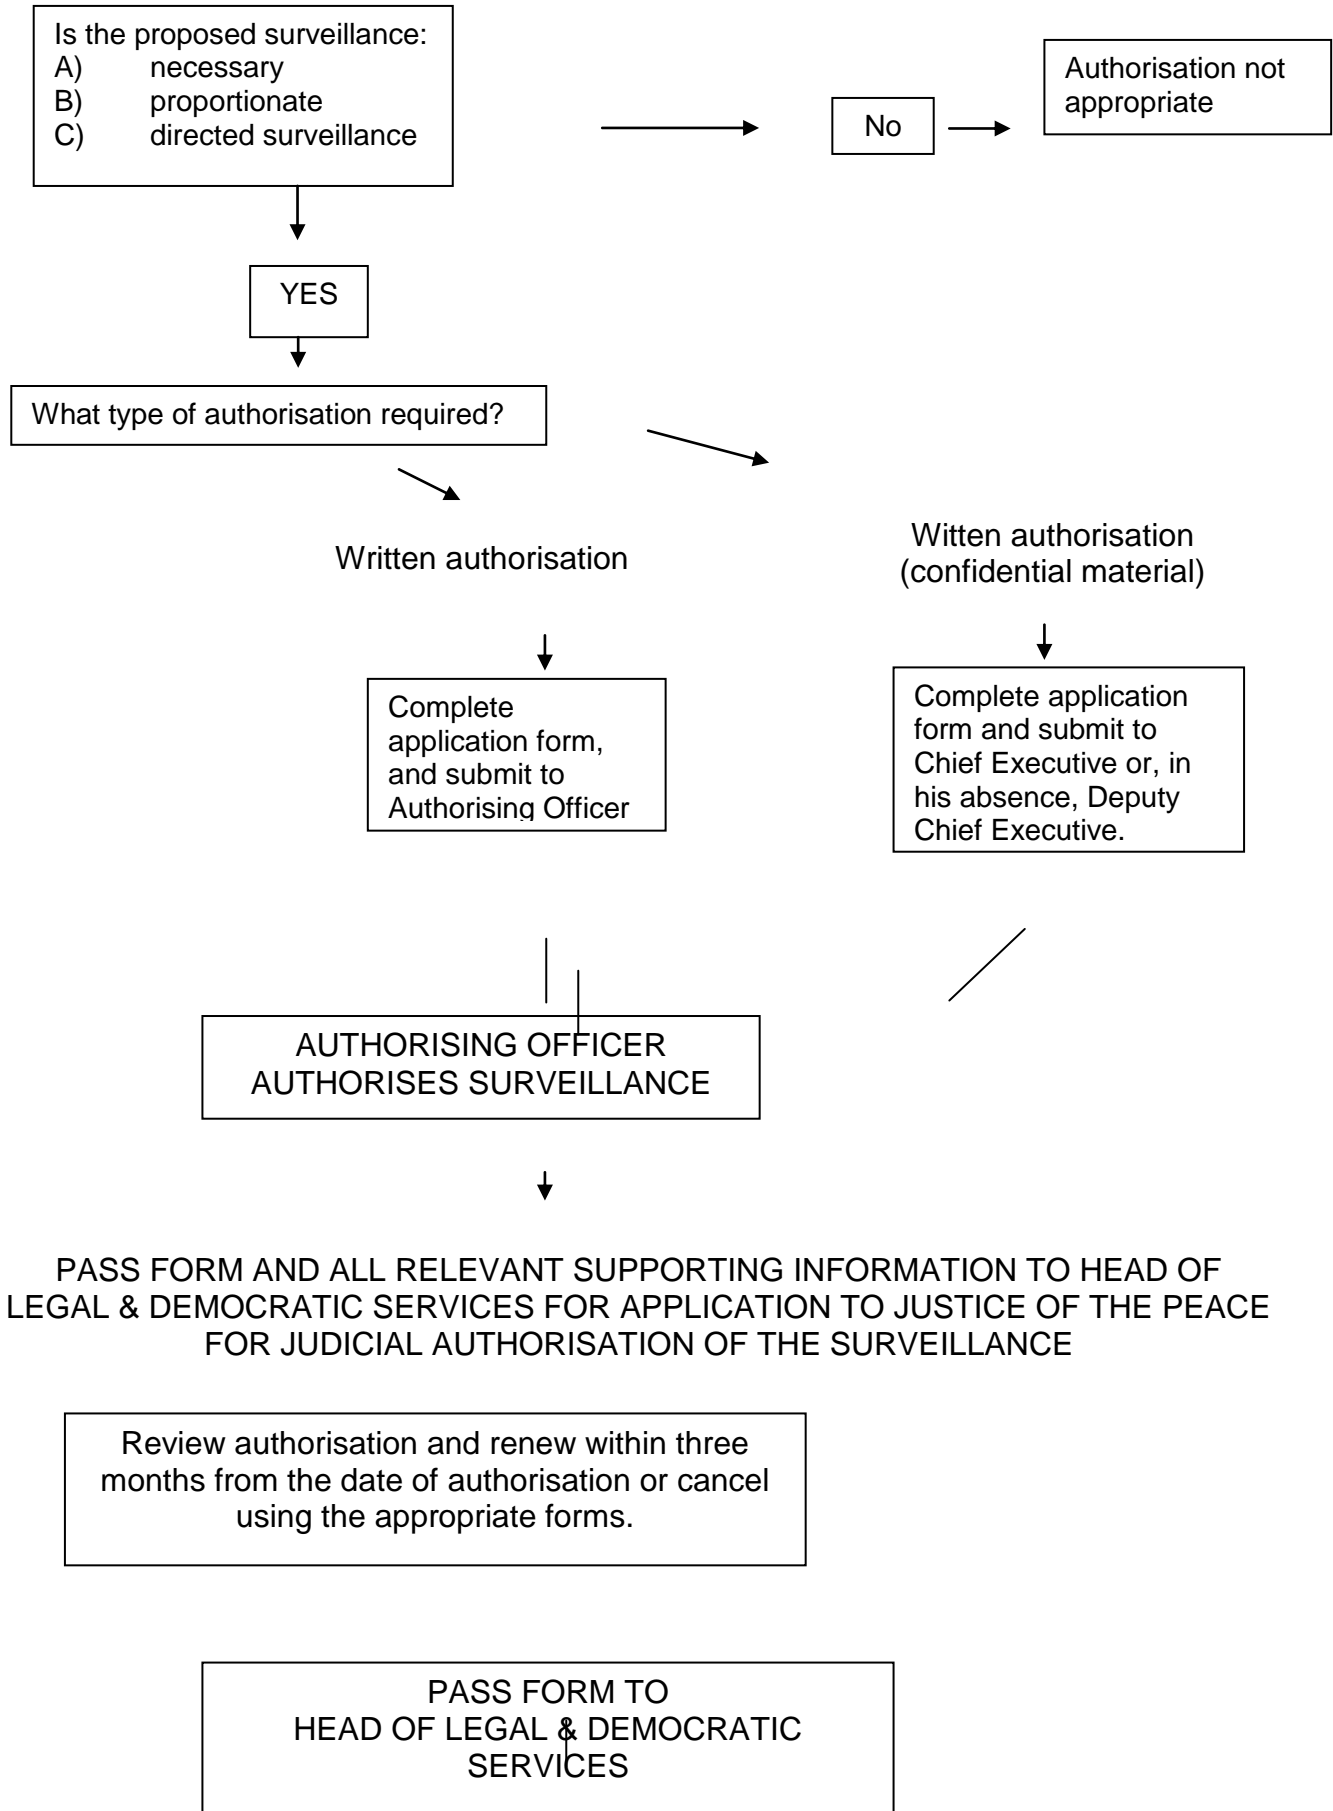 Is the proposed surveillance:
A) necessary
B) proportionate
C) directed surveillance
No
Authorisation not
appropriate
YES
What type of authorisation required?
Written authorisation
Witten authorisation
(confidential material)
Complete
application form,
and submit to
Authorising Officer
Complete application
form and submit to
Chief Executive or, in
his absence, Deputy
Chief Executive.
AUTHORISING OFFICER
AUTHORISES SURVEILLANCE
PASS FORM AND ALL RELEVANT SUPPORTING INFORMATION TO HEAD OF
LEGAL & DEMOCRATIC SERVICES FOR APPLICATION TO JUSTICE OF THE PEACE
FOR JUDICIAL AUTHORISATION OF THE SURVEILLANCE
Review authorisation and renew within three
months from the date of authorisation or cancel
using the appropriate forms.
PASS FORM TO
HEAD OF LEGAL & DEMOCRATIC
SERVICES